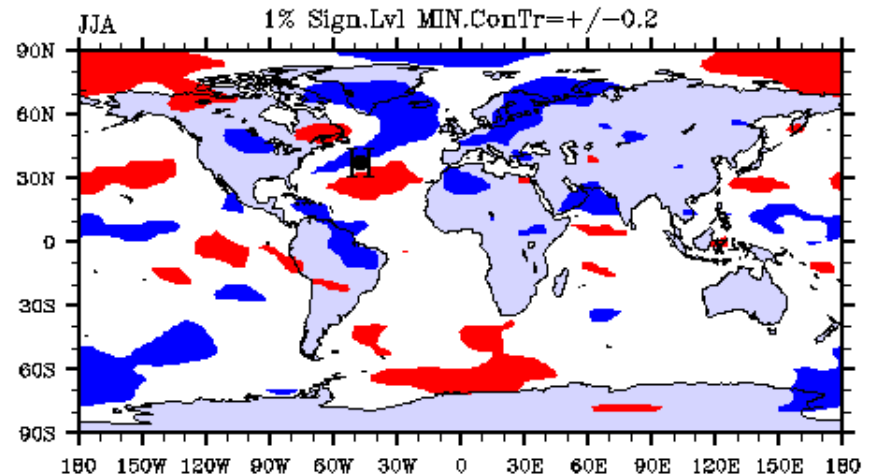 JJA 1% Sign.Lvl MIN.ConTr=+/-0.2
90N
60N
30N
H
0
30S
60S
90S
180 150W 120W 90W 60W 30W 0 30E 60E 90E 120E 150E 180